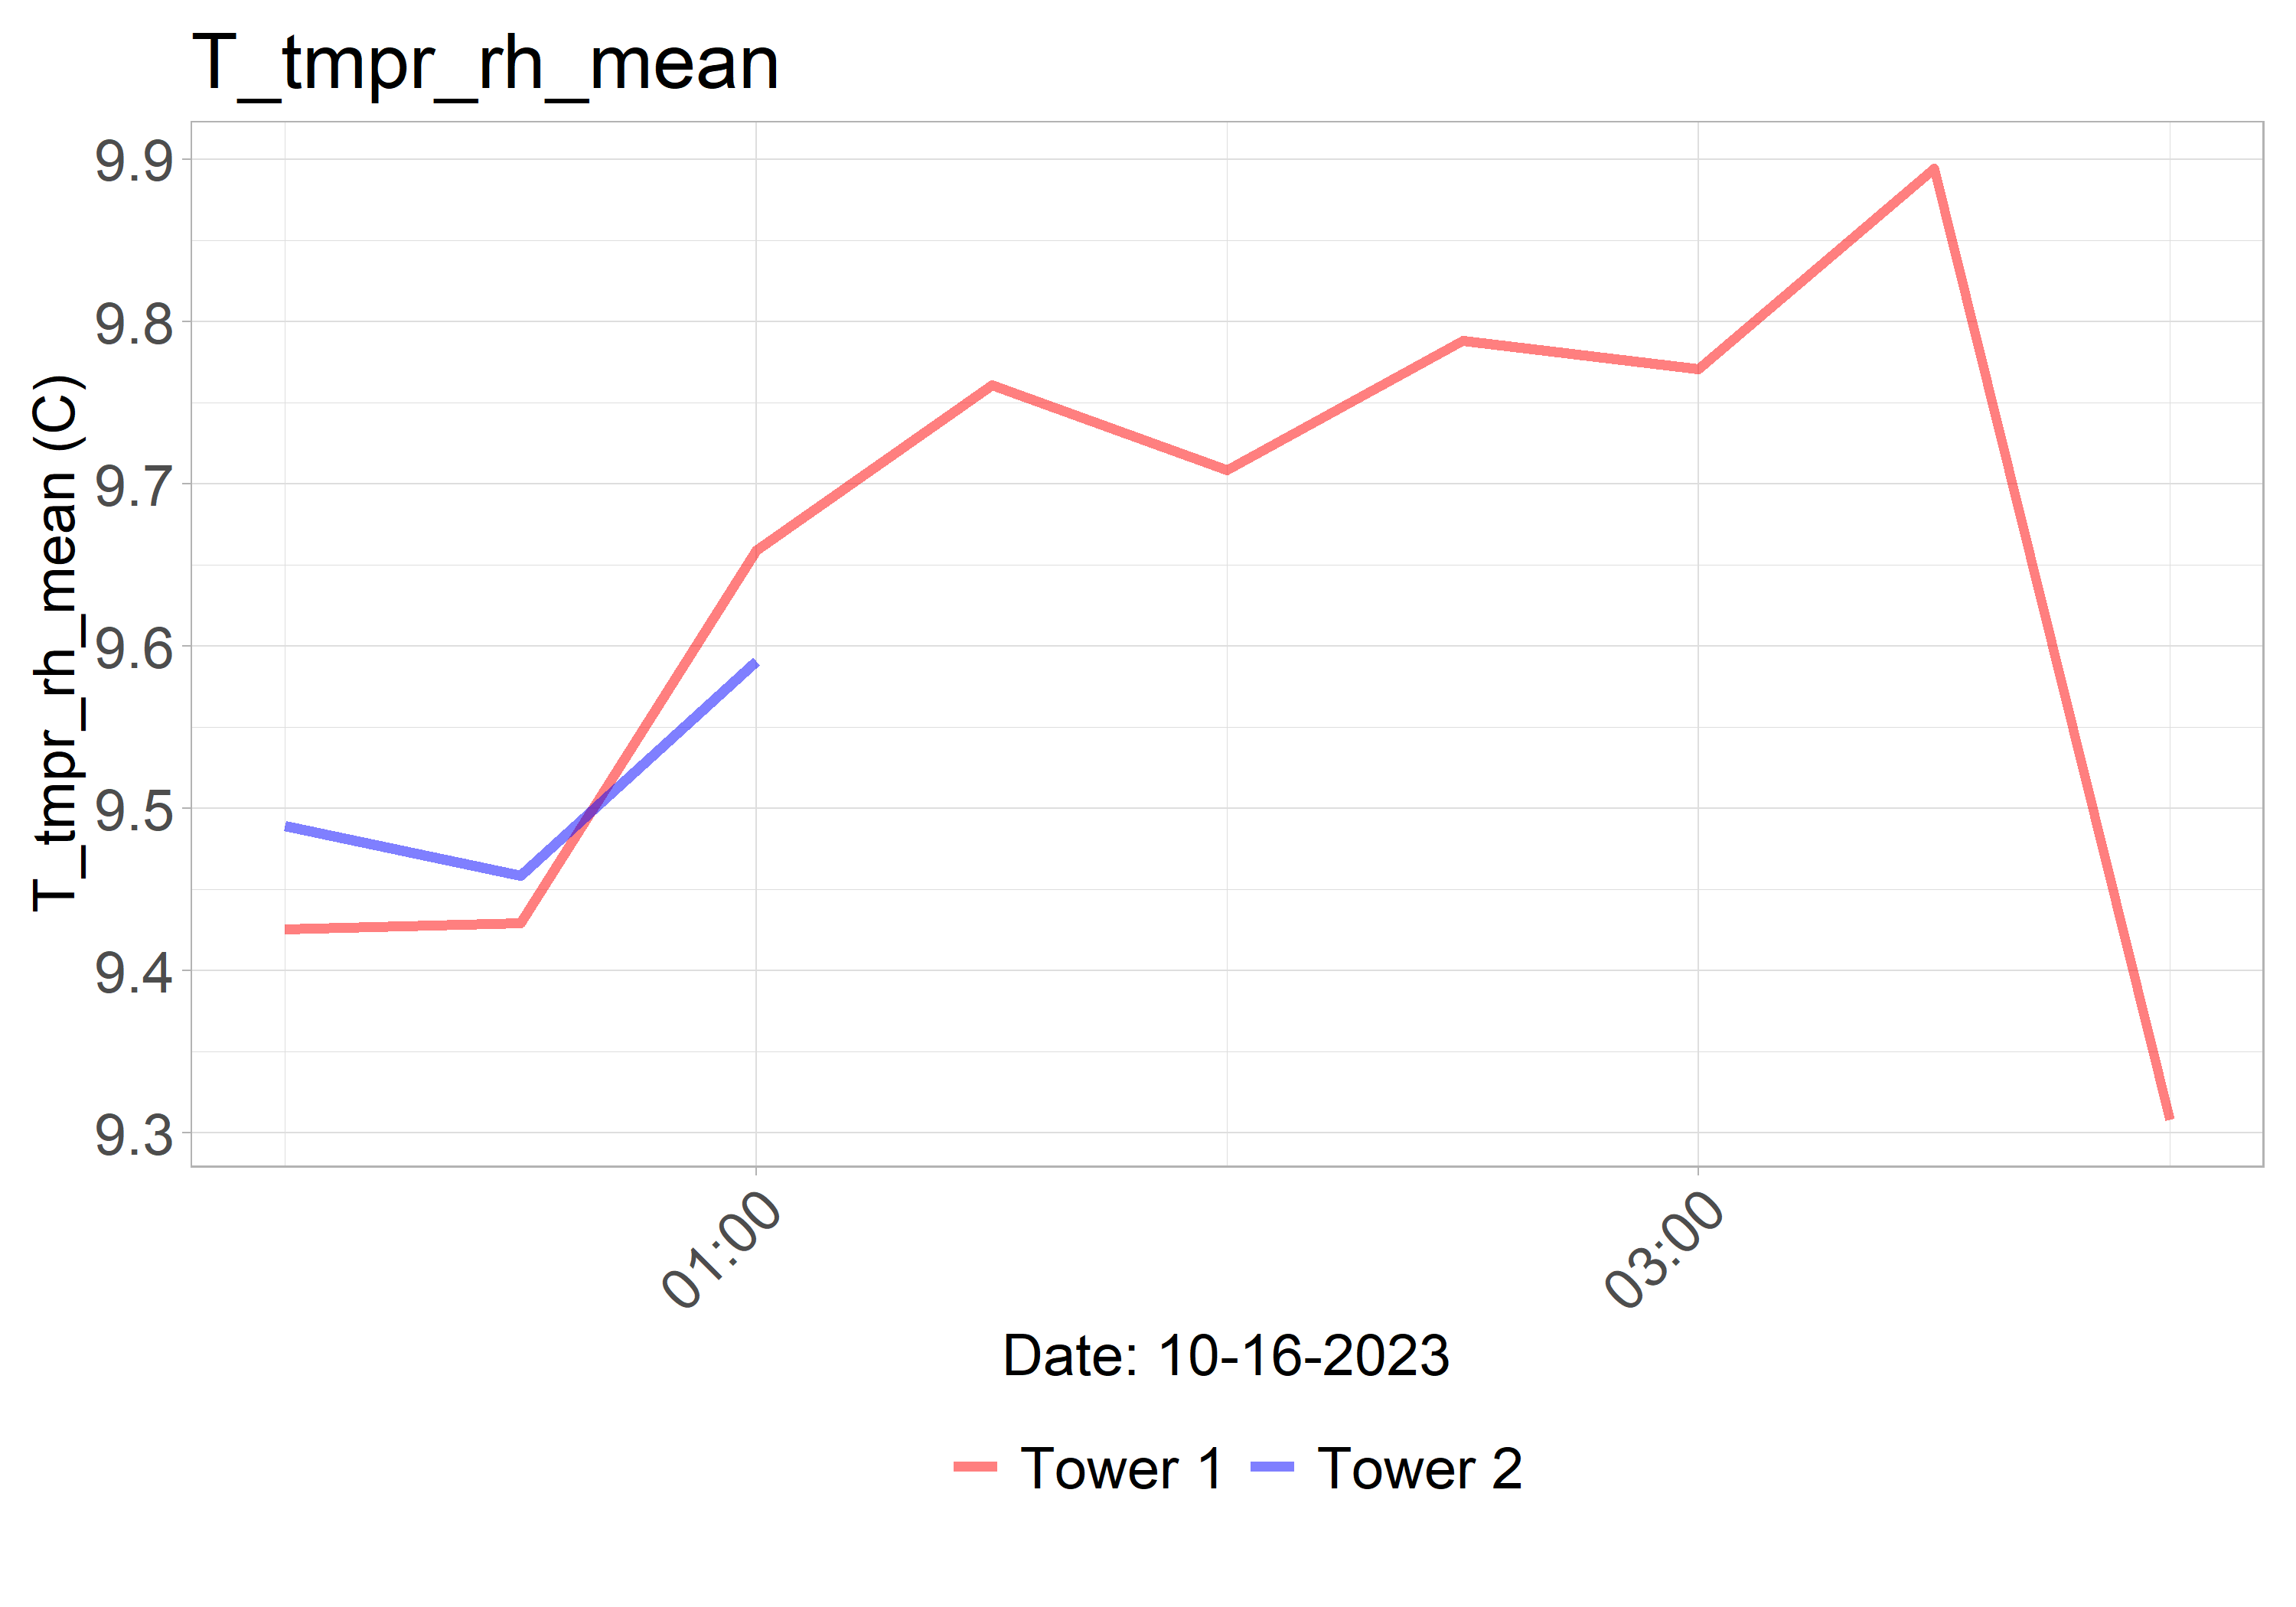 T_tmpr_rh_mean
T_tmpr_rh_mean (C)
9.9
9.8
9.7
9.6
9.5
9.4
9.3
01:00
03:00
Date: 10-16-2023
Tower 1
Tower 2